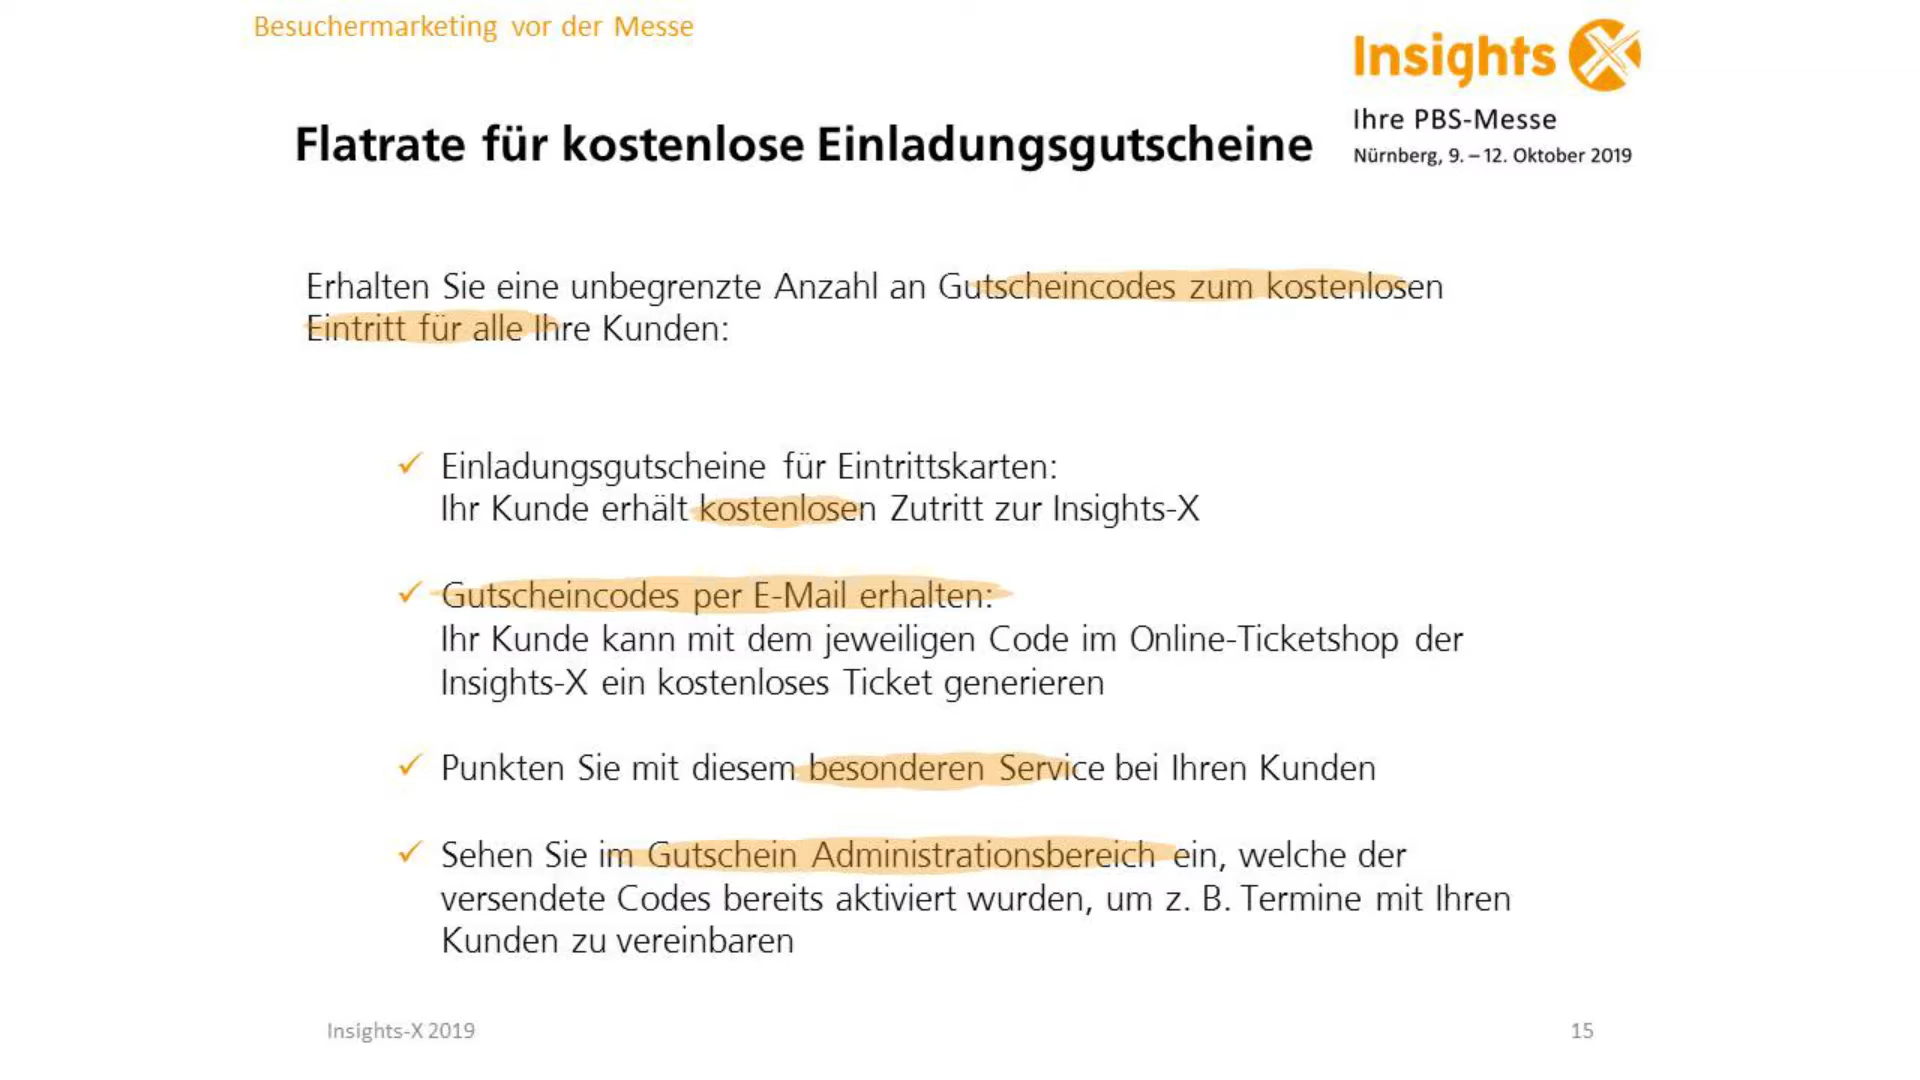 Besuchermarketing vor der Messe
Insights X
Ihre PBS-Messe
Nürnberg, 9. – 12. Oktober 2019
Flatrate für kostenlose Einladungsgutscheine
Erhalten Sie eine unbegrenzte Anzahl an Gutscheincodes zum kostenlosen
Eintritt für alle Ihre Kunden:
✓ Einladungsgutscheine für Eintrittskarten:
Ihr Kunde erhält kostenlosen Zutritt zur Insights-X
✓ Gutscheincodes per E-Mail erhalten:
Ihr Kunde kann mit dem jeweiligen Code im Online-Ticketshop der
Insights-X ein kostenloses Ticket generieren
✓ Punkten Sie mit diesem besonderen Service bei Ihren Kunden
✓ Sehen Sie im Gutschein Administrationsbereich ein, welche der
versendete Codes bereits aktiviert wurden, um z. B. Termine mit Ihren
Kunden zu vereinbaren
Insights-X 2019
15